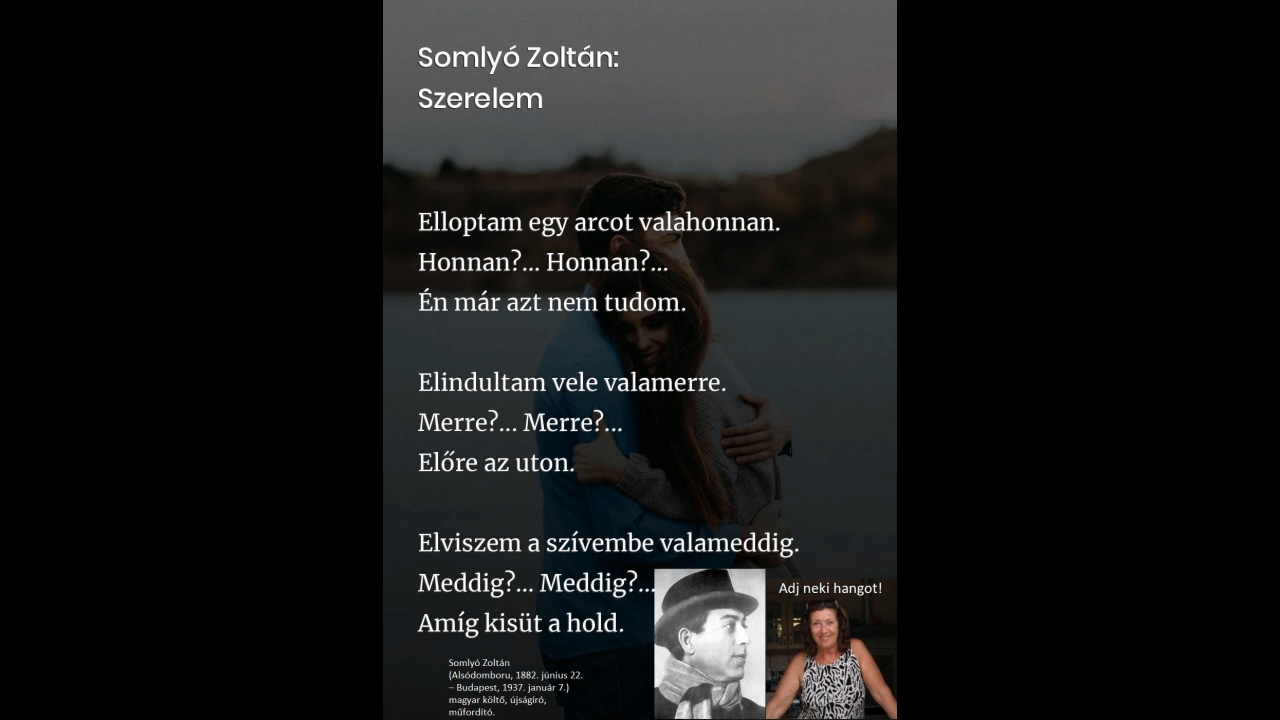 Somlyó Zoltán:
Szerelem
Elloptam egy arcot valahonnan.
Honnan?... Honnan?...
Én már azt nem tudom.
Elindultam vele valamerre.
Merre?... Merre?...
Előre az uton.
Elviszem a szívembe valameddig.
Meddig?... Meddig?...
Amíg kisüt a hold.
Adj neki hangot!
Somlyó Zoltán
(Alsódomboru, 1882. június 22.
– Budapest, 1937. január 7.)
magyar költő, újságíró,
műfordító.